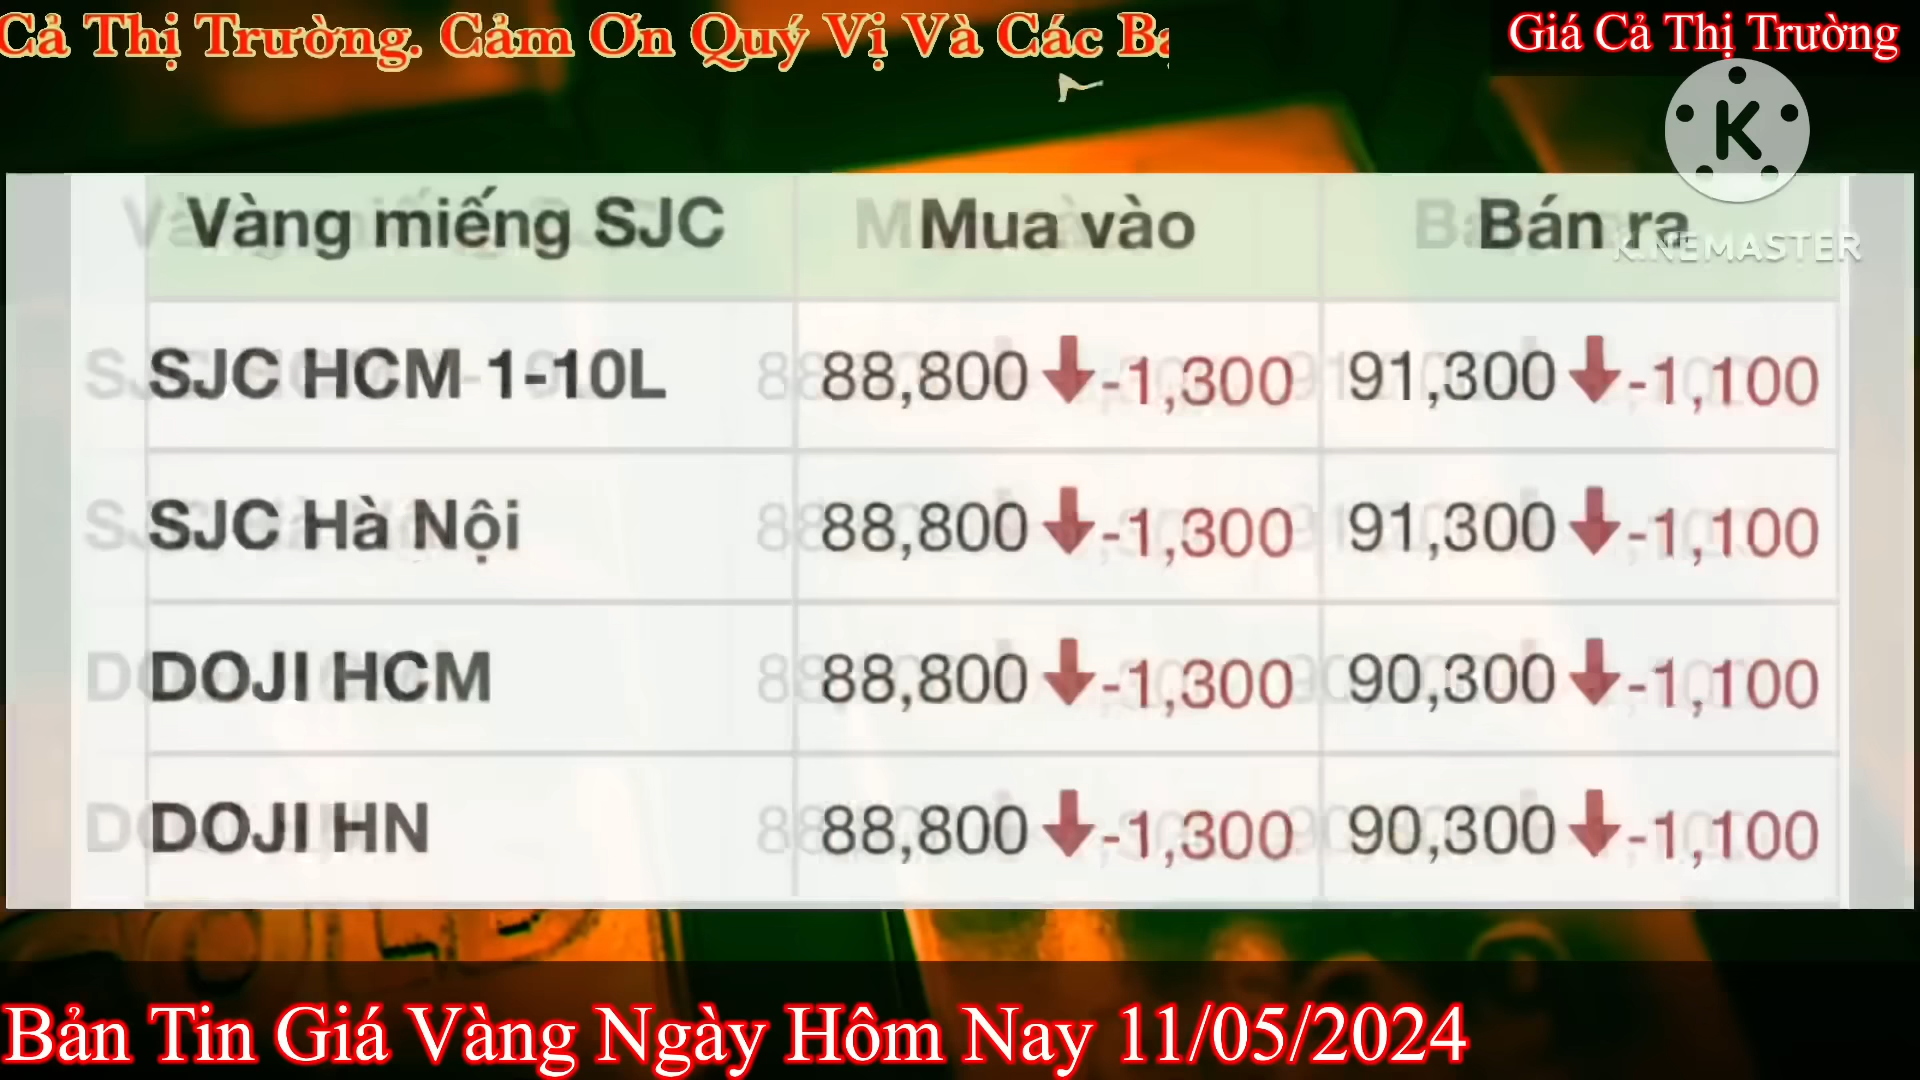 Cả Thị Trường. Cảm Ơn Quý Vị Và Các
Giá Cả Thị Trường
K
KINEMASTER
Vàng miếng SJC Mua vào Bán ra
SJC HCM 1-10L 88,800 -1,300 91,300 -1,100
SJC Hà Nội 88,800 -1,300 91,300 -1,100
DOJI HCM 88,800 -1,300 90,300 -1,100
DOJI HN 88,800 -1,300 90,300 -1,100
GOLD
Bản Tin Giá Vàng Ngày Hôm Nay 11/05/2024